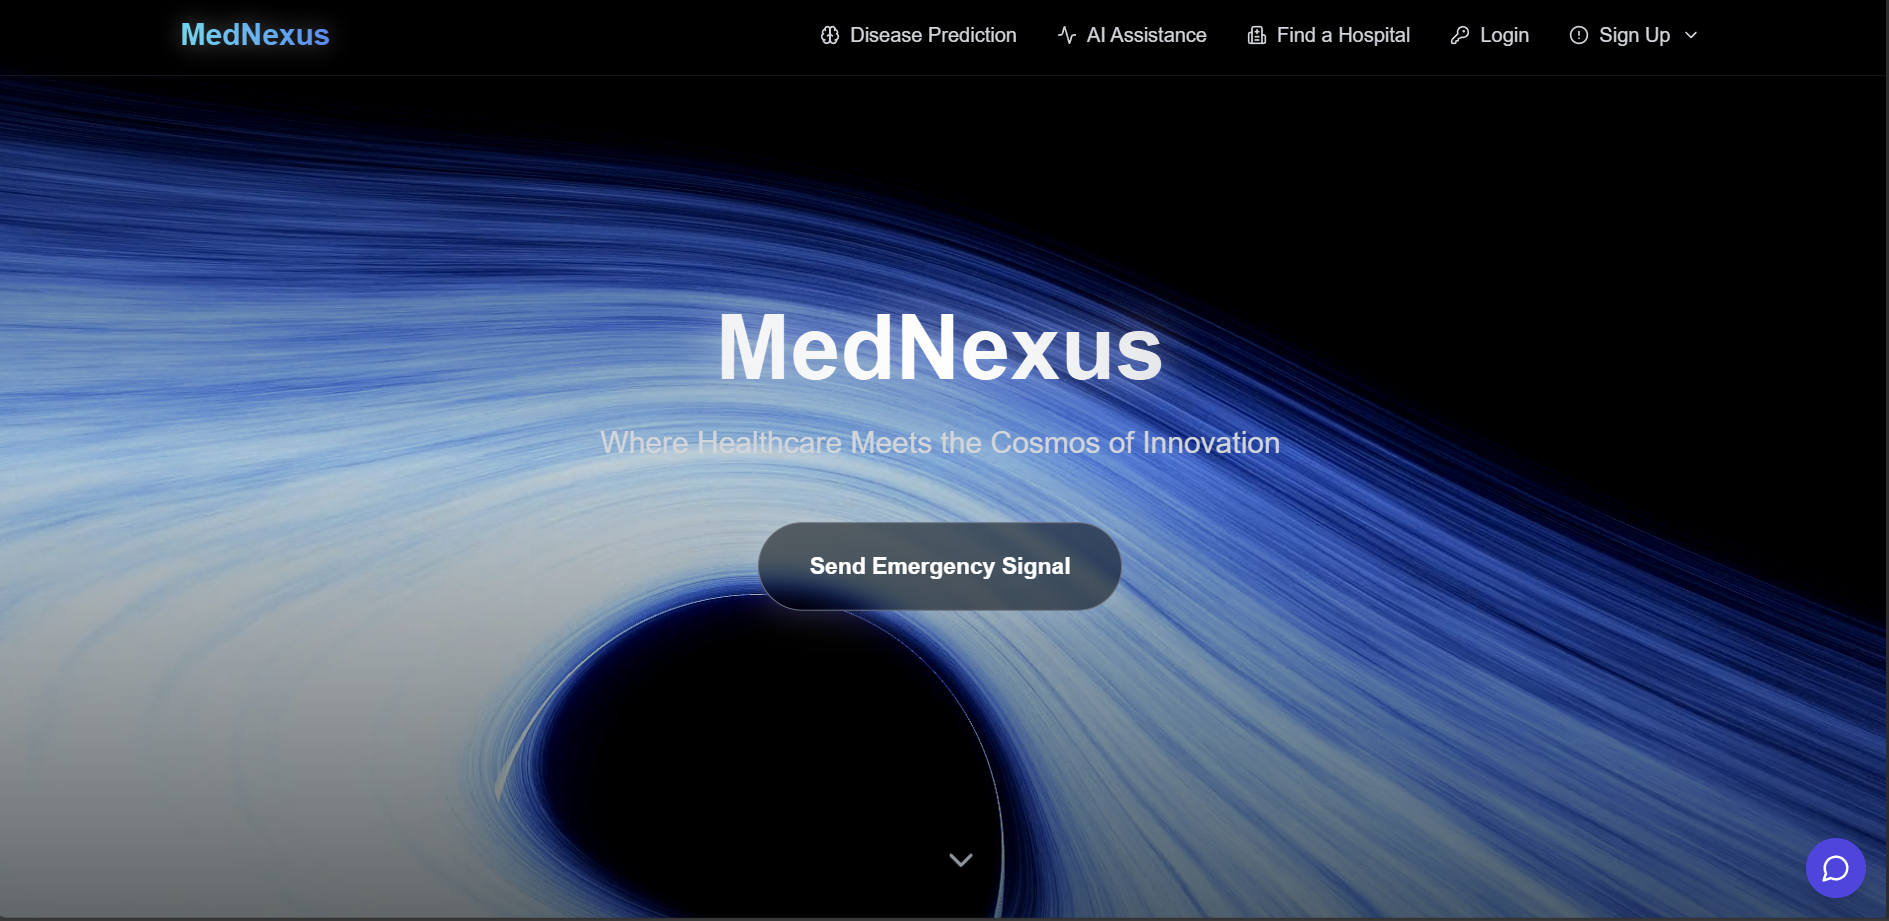 MedNexus
Disease Prediction
AI Assistance
Find a Hospital
Login
Sign Up
MedNexus
Where Healthcare Meets the Cosmos of Innovation
Send Emergency Signal